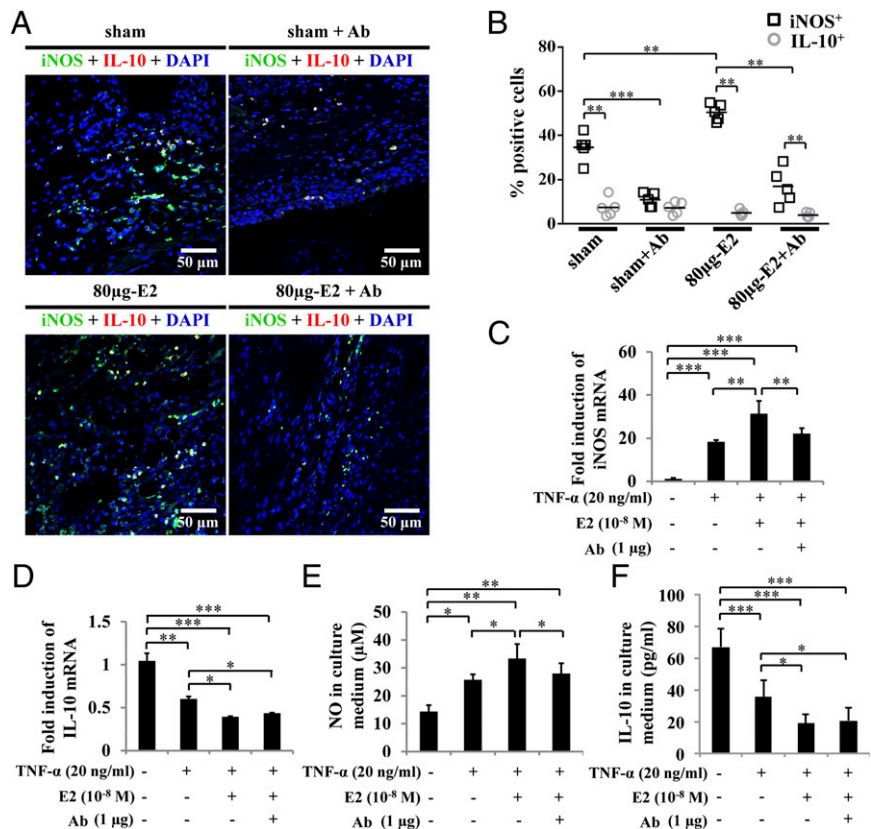 A
sham
sham + Ab
iNOS + IL-10 + DAPI
iNOS + IL-10 + DAPI
50 µm
50 µm
80µg-E2
80µg-E2 + Ab
iNOS + IL-10 + DAPI
iNOS + IL-10 + DAPI
50 µm
50 µm
B
iNOS⁺
IL-10⁺
% positive cells
60
40
20
0
**
**
***
**
**
**
sham
sham+Ab
80µg-E2
80µg-E2+Ab
C
Fold induction of
iNOS mRNA
60
40
20
0
***
***
***
**
**
TNF-α (20 ng/ml) - + + +
E2 (10⁻⁸ M) - - + +
Ab (1 µg) - - - +
D
Fold induction of
IL-10 mRNA
1.5
1
0.5
0
***
***
**
*
*
TNF-α (20 ng/ml) - + + +
E2 (10⁻⁸ M) - - + +
Ab (1 µg) - - - +
E
NO in culture
medium (µM)
50
40
30
20
10
0
**
**
*
*
*
TNF-α (20 ng/ml) - + + +
E2 (10⁻⁸ M) - - + +
Ab (1 µg) - - - +
F
IL-10 in culture
medium (pg/ml)
100
80
60
40
20
0
***
***
***
*
*
TNF-α (20 ng/ml) - + + +
E2 (10⁻⁸ M) - - + +
Ab (1 µg) - - - +